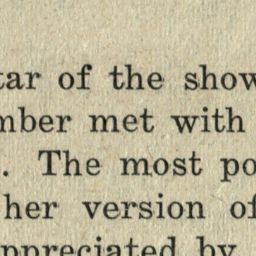 tar of the show
mber met with
. The most po
her version of
ppreciated by